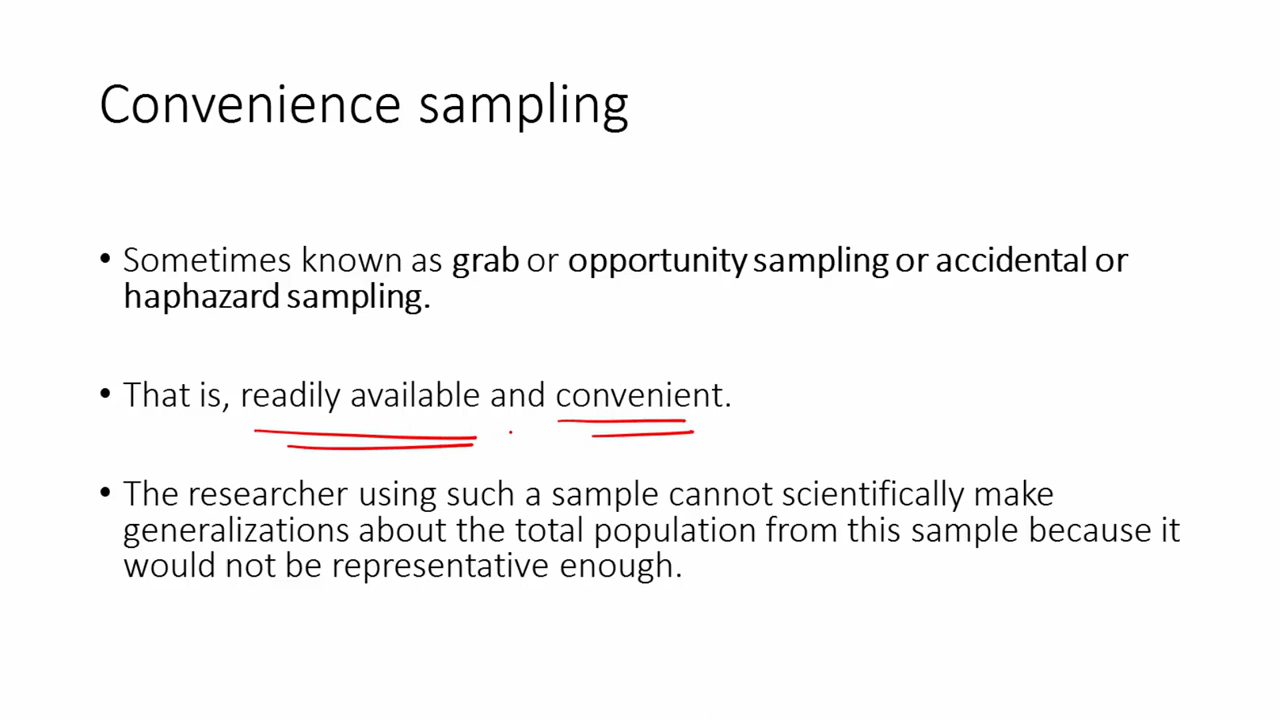 Convenience sampling
• Sometimes known as grab or opportunity sampling or accidental or
haphazard sampling.
• That is, readily available and convenient.
• The researcher using such a sample cannot scientifically make
generalizations about the total population from this sample because it
would not be representative enough.